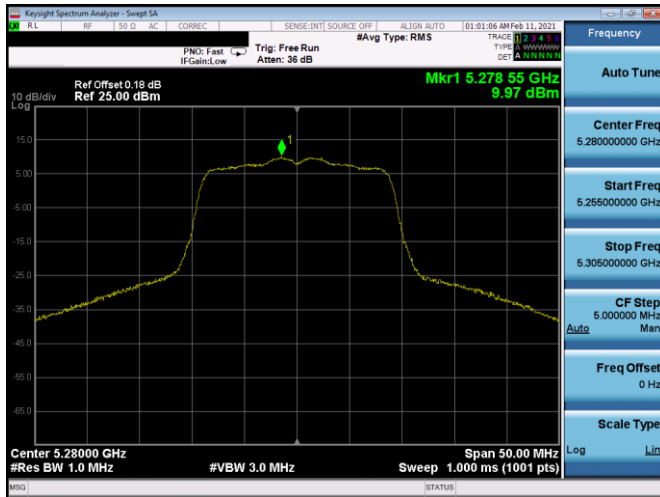 Keysight Spectrum Analyzer - Swept SA
RL RF 50 Ω AC CORREC SENSE:INT SOURCE OFF ALIGN AUTO 01:01:06 AM Feb 11, 2021
#Avg Type: RMS
TRACE 1 2 3 4 5 6
PNO: Fast Trig: Free Run
TYPE A WWWWW
IFGain:Low Atten: 36 dB
DET A N N N N N
Mkr1 5.278 55 GHz
9.97 dBm
Ref Offset 0.18 dB
10 dB/div Ref 25.00 dBm
Log
1
15.0
5.00
-5.00
-15.0
-25.0
-35.0
-45.0
-55.0
-65.0
Center 5.28000 GHz Span 50.00 MHz
#Res BW 1.0 MHz #VBW 3.0 MHz Sweep 1.000 ms (1001 pts)
MSG STATUS
Frequency
Auto Tune
Center Freq
5.280000000 GHz
Start Freq
5.255000000 GHz
Stop Freq
5.305000000 GHz
CF Step
5.000000 MHz
Auto Man
Freq Offset
0 Hz
Scale Type
Log Lin